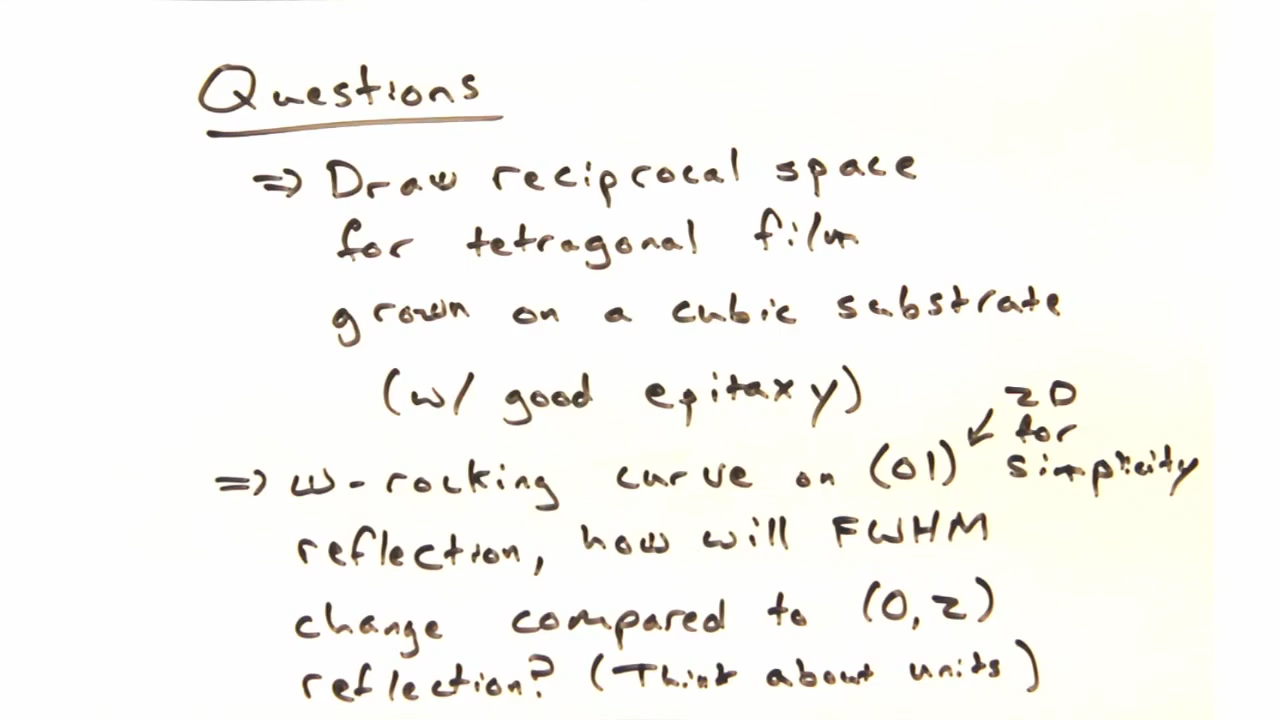 Questions
⇒ Draw reciprocal space
for tetragonal film
grown on a cubic substrate
(w/ good epitaxy)
2D
for
simplicity
⇒ ω-rocking curve on (01)
reflection, how will FWHM
change compared to (0,2)
reflection? (Think about units)